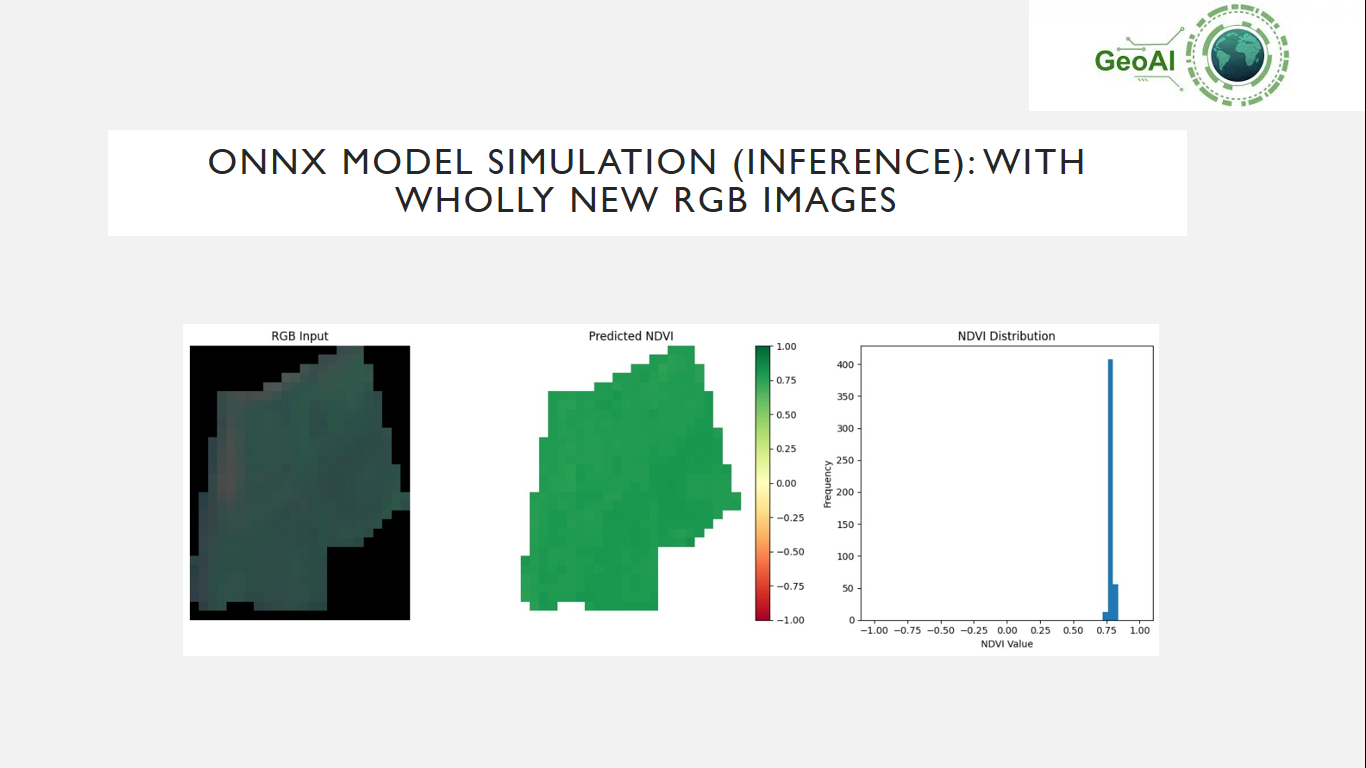 GeoAI
ONNX MODEL SIMULATION (INFERENCE): WITH
WHOLLY NEW RGB IMAGES
RGB Input
Predicted NDVI
1.00
0.75
0.50
0.25
0.00
−0.25
−0.50
−0.75
−1.00
NDVI Distribution
Frequency
400
350
300
250
200
150
100
50
0
−1.00 −0.75 −0.50 −0.25 0.00 0.25 0.50 0.75 1.00
NDVI Value